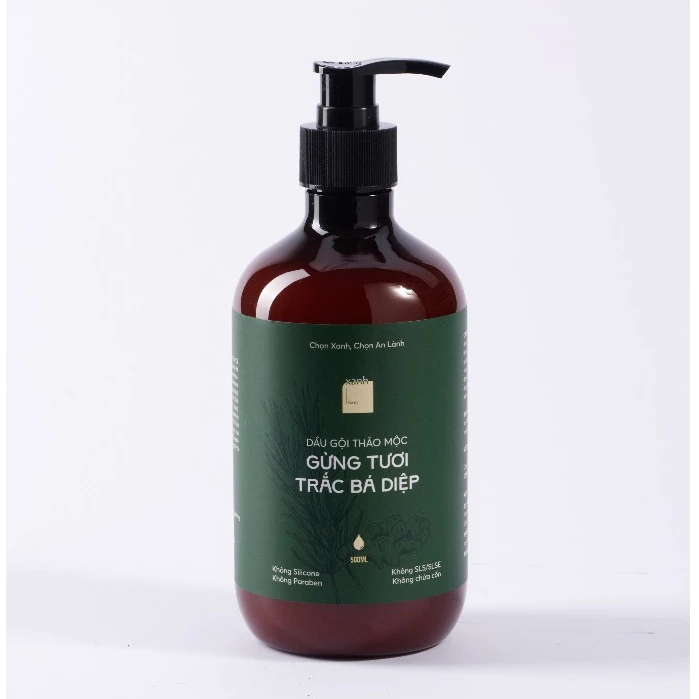 Chọn Xanh, Chọn An Lành
xanh
DẦU GỘI THẢO MỘC
GỪNG TƯƠI
TRẮC BÁ DIỆP
500ML
Không Silicone
Không Paraben
Không SLS/SLSE
Không chứa cồn